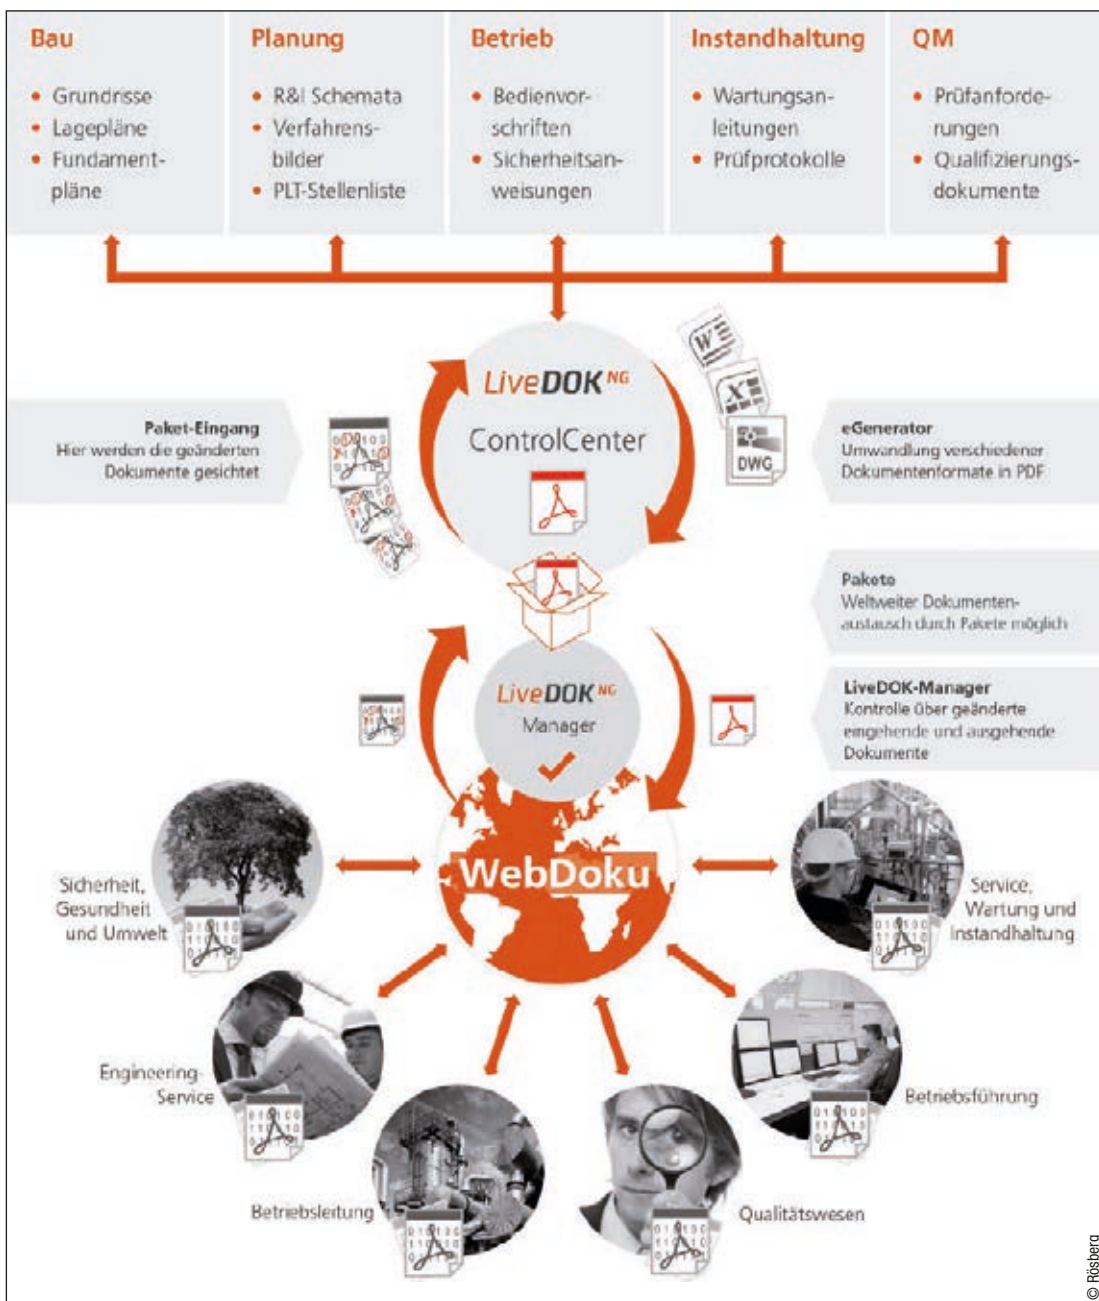 Bau
• Grundrisse
• Lagepläne
• Fundament-
pläne
Planung
• R&I Schemata
• Verfahrens-
bilder
• PLT-Stellenliste
Betrieb
• Bedienvor-
schriften
• Sicherheitsan-
weisungen
Instandhaltung
• Wartungsan-
leitungen
• Prüfprotokolle
QM
• Prüfanforde-
rungen
• Qualifizierungs-
dokumente
LiveDOK NG
ControlCenter
Paket-Eingang
Hier werden die geänderten
Dokumente gesichtet
W
X
DWG
eGenerator
Umwandlung verschiedener
Dokumentenformate in PDF
Pakete
Weltweiter Dokumenten-
austausch durch Pakete möglich
LiveDOK NG
Manager
LiveDOK-Manager
Kontrolle über geänderte
eingehende und ausgehende
Dokumente
WebDoku
Sicherheit,
Gesundheit
und Umwelt
Service,
Wartung und
Instandhaltung
Engineering-
Service
Betriebsführung
Betriebsleitung
Qualitätswesen
© Rösberg